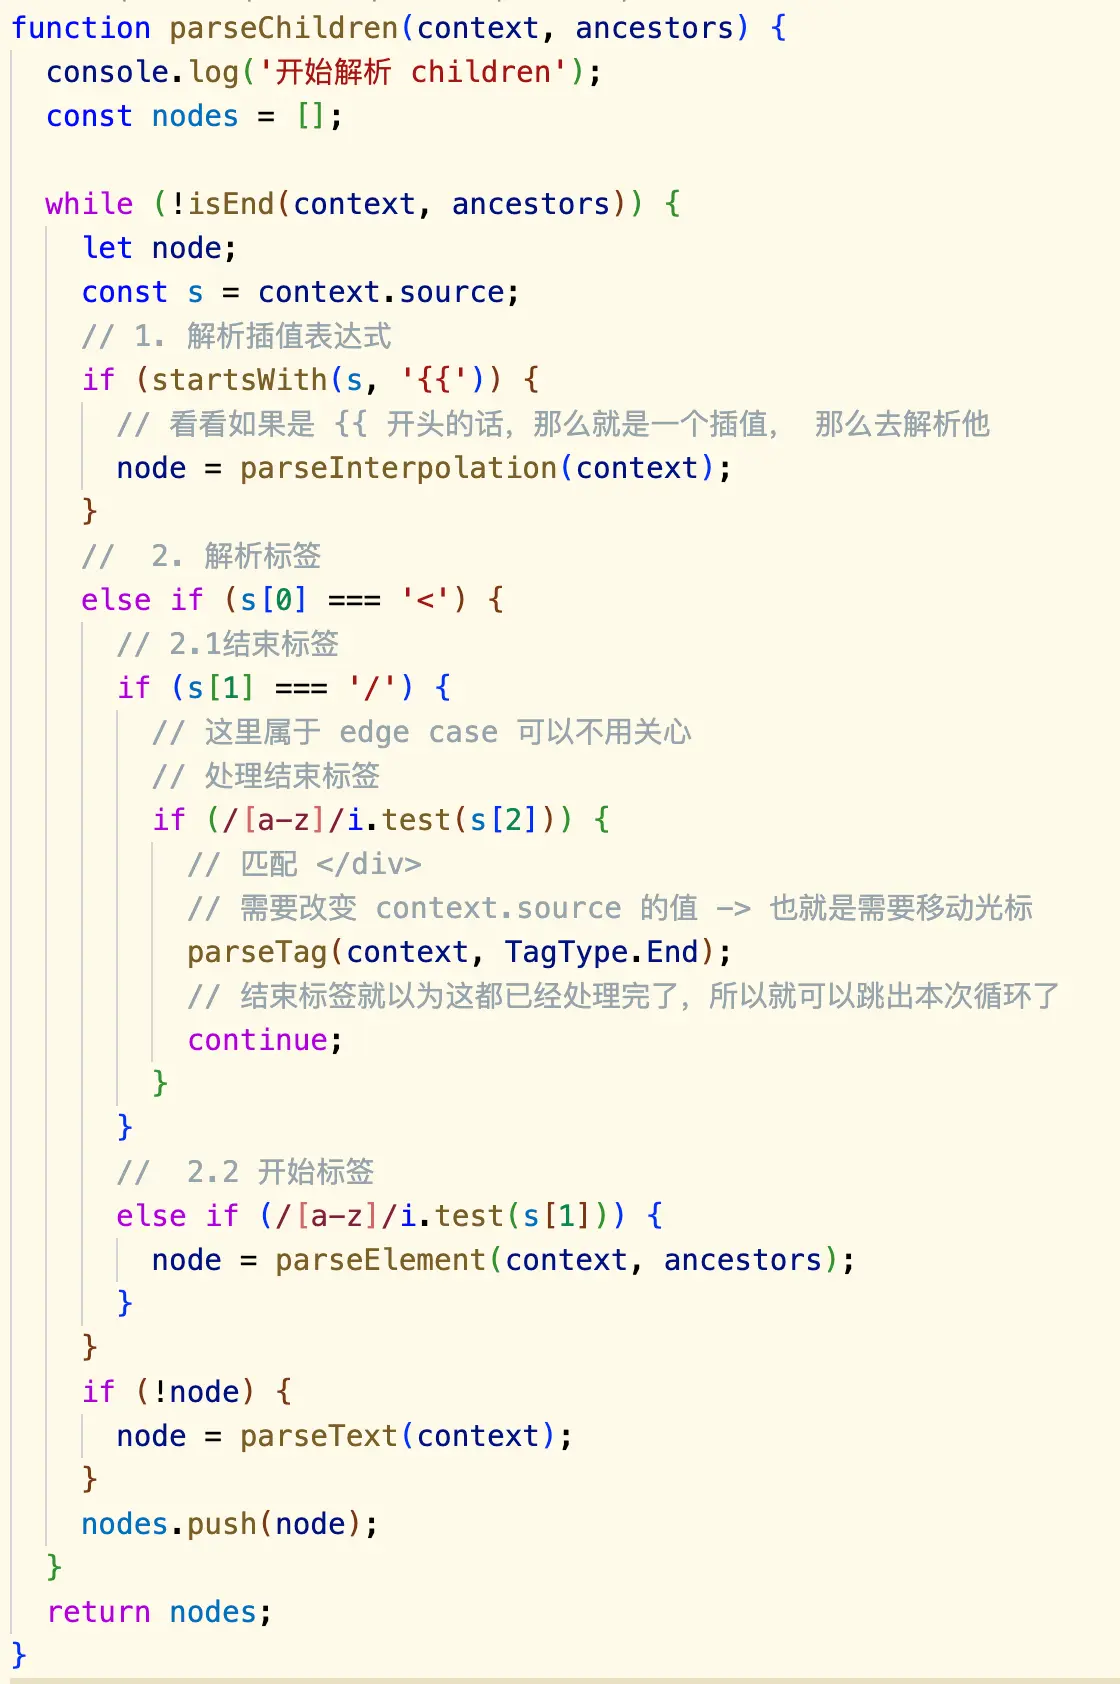 function parseChildren(context, ancestors) {
  console.log('开始解析 children');
  const nodes = [];

  while (!isEnd(context, ancestors)) {
    let node;
    const s = context.source;
    // 1. 解析插值表达式
    if (startsWith(s, '{{')) {
      // 看看如果是 {{ 开头的话，那么就是一个插值， 那么去解析他
      node = parseInterpolation(context);
    }
    //  2. 解析标签
    else if (s[0] === '<') {
      // 2.1结束标签
      if (s[1] === '/') {
        // 这里属于 edge case 可以不用关心
        // 处理结束标签
        if (/[a-z]/i.test(s[2])) {
          // 匹配 </div>
          // 需要改变 context.source 的值 -> 也就是需要移动光标
          parseTag(context, TagType.End);
          // 结束标签就以为这都已经处理完了，所以就可以跳出本次循环了
          continue;
        }
      }
      //  2.2 开始标签
      else if (/[a-z]/i.test(s[1])) {
        node = parseElement(context, ancestors);
      }
    }
    if (!node) {
      node = parseText(context);
    }
    nodes.push(node);
  }
  return nodes;
}